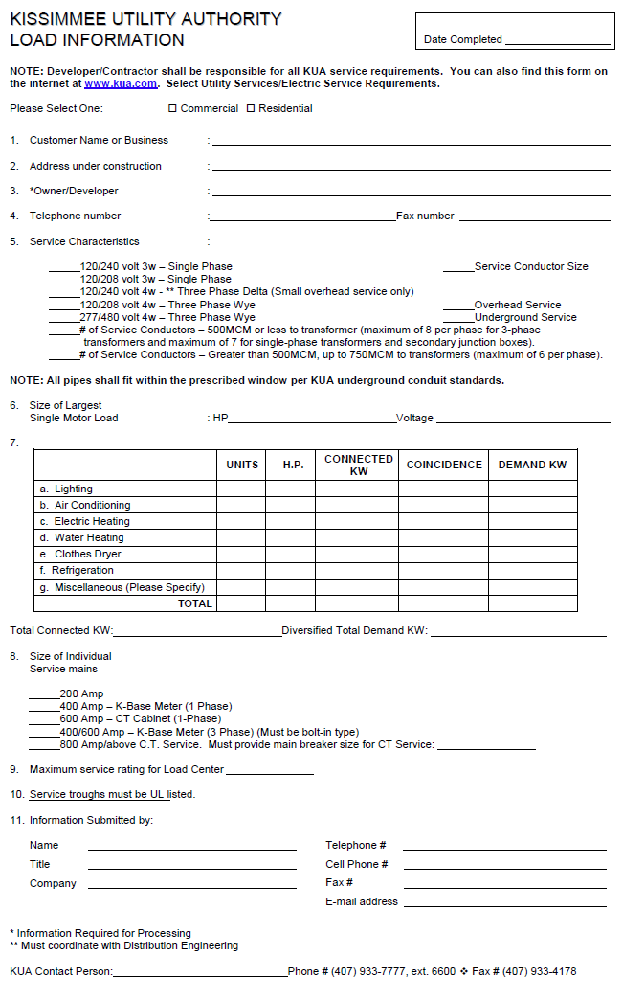 KISSIMMEE UTILITY AUTHORITY
LOAD INFORMATION
Date Completed
NOTE: Developer/Contractor shall be responsible for all KUA service requirements. You can also find this form on
the internet at www.kua.com. Select Utility Services/Electric Service Requirements.
Please Select One: ☐ Commercial ☐ Residential
1. Customer Name or Business :
2. Address under construction :
3. *Owner/Developer :
4. Telephone number : Fax number
5. Service Characteristics :
120/240 volt 3w – Single Phase Service Conductor Size
120/208 volt 3w – Single Phase
120/240 volt 4w - ** Three Phase Delta (Small overhead service only)
120/208 volt 4w – Three Phase Wye Overhead Service
277/480 volt 4w – Three Phase Wye Underground Service
# of Service Conductors – 500MCM or less to transformer (maximum of 8 per phase for 3-phase
transformers and maximum of 7 for single-phase transformers and secondary junction boxes).
# of Service Conductors – Greater than 500MCM, up to 750MCM to transformers (maximum of 6 per phase).
NOTE: All pipes shall fit within the prescribed window per KUA underground conduit standards.
6. Size of Largest
Single Motor Load : HP Voltage
7.
UNITS H.P. CONNECTED KW COINCIDENCE DEMAND KW
a. Lighting
b. Air Conditioning
c. Electric Heating
d. Water Heating
e. Clothes Dryer
f. Refrigeration
g. Miscellaneous (Please Specify)
TOTAL
Total Connected KW: Diversified Total Demand KW:
8. Size of Individual
Service mains
200 Amp
400 Amp – K-Base Meter (1 Phase)
600 Amp – CT Cabinet (1-Phase)
400/600 Amp – K-Base Meter (3 Phase) (Must be bolt-in type)
800 Amp/above C.T. Service. Must provide main breaker size for CT Service:
9. Maximum service rating for Load Center
10. Service troughs must be UL listed.
11. Information Submitted by:
Name Telephone #
Title Cell Phone #
Company Fax #
E-mail address
* Information Required for Processing
** Must coordinate with Distribution Engineering
KUA Contact Person: Phone # (407) 933-7777, ext. 6600 ❖ Fax # (407) 933-4178